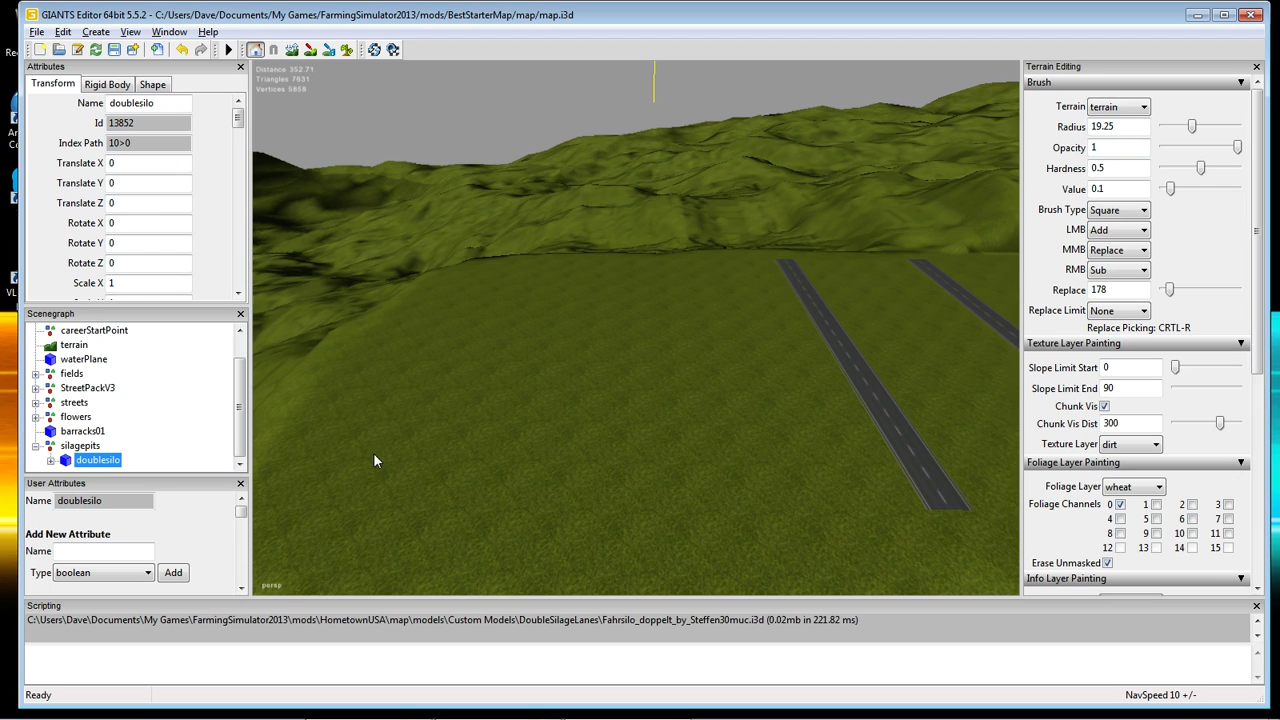 GIANTS Editor 64bit 5.5.2 - C:/Users/Dave/Documents/My Games/FarmingSimulator2013/mods/BestStarterMap/map/map.i3d
File Edit Create View Window Help
Attributes
Transform Rigid Body Shape
Name doublesilo
Id 13852
Index Path 10>0
Translate X 0
Translate Y 0
Translate Z 0
Rotate X 0
Rotate Y 0
Rotate Z 0
Scale X 1
Scenegraph
careerStartPoint
terrain
waterPlane
fields
StreetPackV3
streets
flowers
barracks01
silagepits
doublesilo
User Attributes
Name doublesilo
Add New Attribute
Name
Type boolean Add
Distance 352.71
Triangles 7631
Vertices 5858
persp
Terrain Editing
Brush
Terrain terrain
Radius 19.25
Opacity 1
Hardness 0.5
Value 0.1
Brush Type Square
LMB Add
MMB Replace
RMB Sub
Replace 178
Replace Limit None
Replace Picking: CRTL-R
Texture Layer Painting
Slope Limit Start 0
Slope Limit End 90
Chunk Vis
Chunk Vis Dist 300
Texture Layer dirt
Foliage Layer Painting
Foliage Layer wheat
Foliage Channels 0 1 2 3
4 5 6 7
8 9 10 11
12 13 14 15
Erase Unmasked
Info Layer Painting
Scripting
C:\Users\Dave\Documents\My Games\FarmingSimulator2013\mods\HometownUSA\map\models\Custom Models\DoubleSilageLanes\Fahrsilo_doppelt_by_Steffen30muc.i3d (0.02mb in 221.82 ms)
Ready
NavSpeed 10 +/-